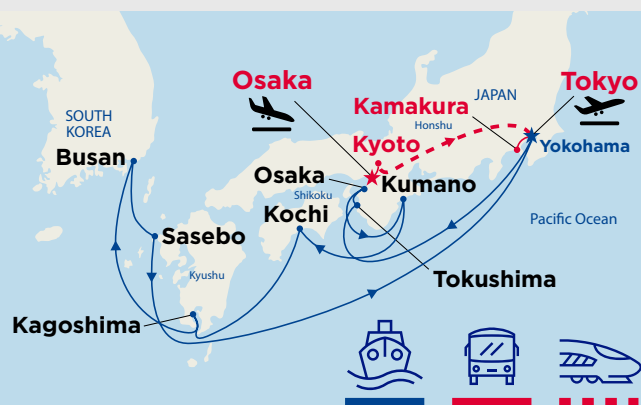 Osaka
Tokyo
SOUTH
KOREA
JAPAN
Kamakura
Honshu
Kyoto
Yokohama
Busan
Osaka
Kumano
Shikoku
Kochi
Pacific Ocean
Sasebo
Kyushu
Tokushima
Kagoshima